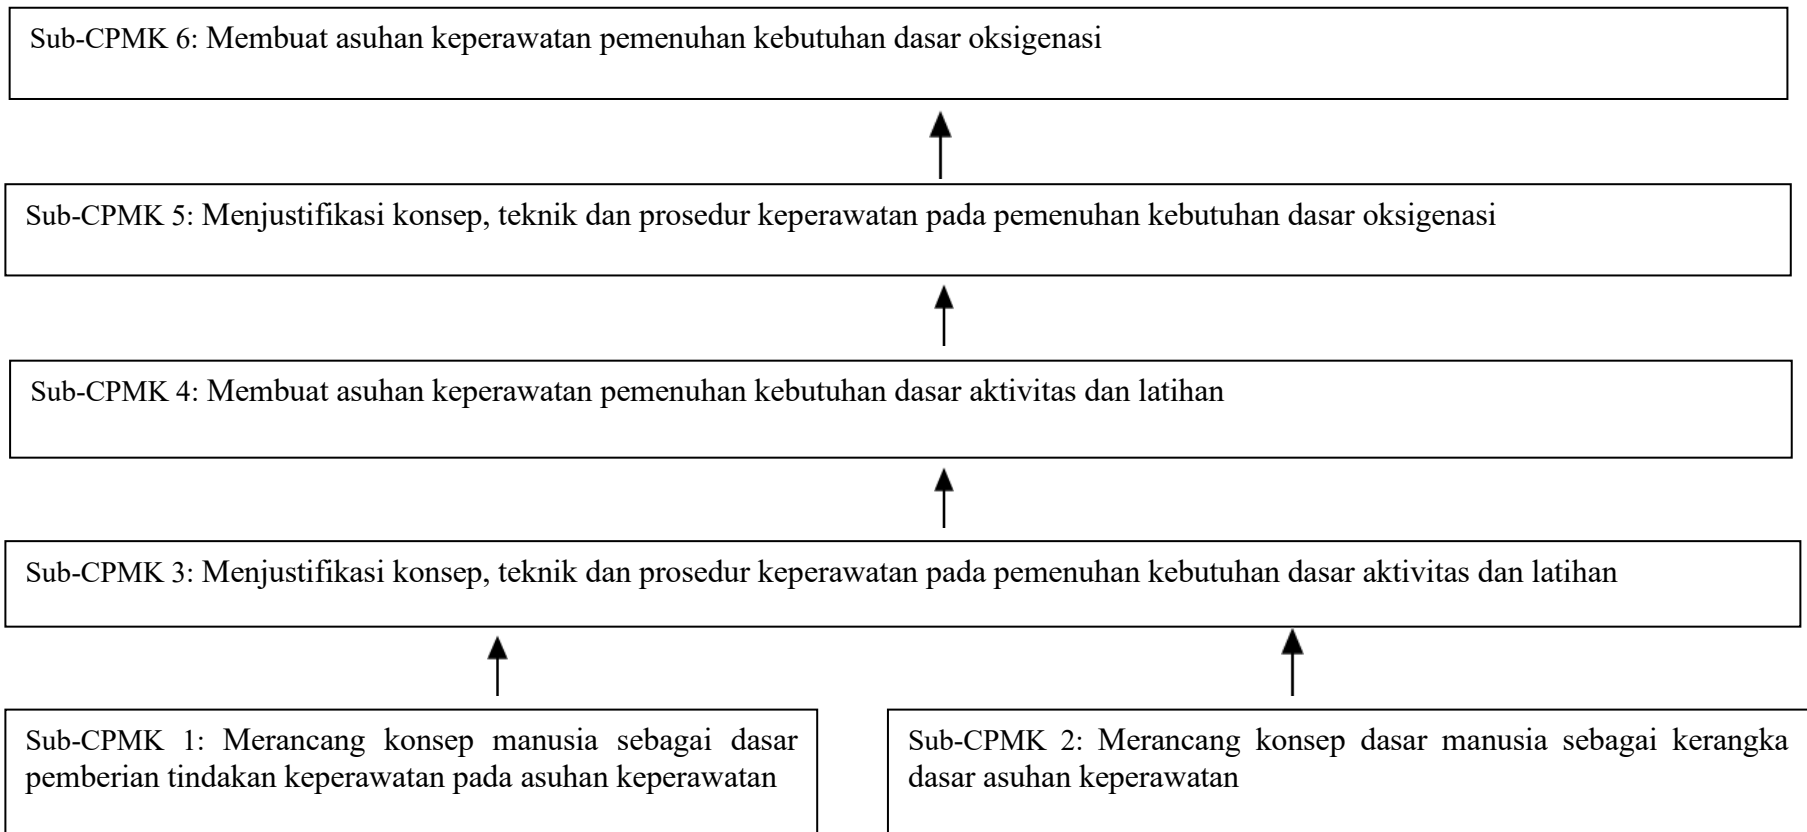 Sub-CPMK 6: Membuat asuhan keperawatan pemenuhan kebutuhan dasar oksigenasi
Sub-CPMK 5: Menjustifikasi konsep, teknik dan prosedur keperawatan pada pemenuhan kebutuhan dasar oksigenasi
Sub-CPMK 4: Membuat asuhan keperawatan pemenuhan kebutuhan dasar aktivitas dan latihan
Sub-CPMK 3: Menjustifikasi konsep, teknik dan prosedur keperawatan pada pemenuhan kebutuhan dasar aktivitas dan latihan
Sub-CPMK 1: Merancang konsep manusia sebagai dasar
pemberian tindakan keperawatan pada asuhan keperawatan
Sub-CPMK 2: Merancang konsep dasar manusia sebagai kerangka
dasar asuhan keperawatan